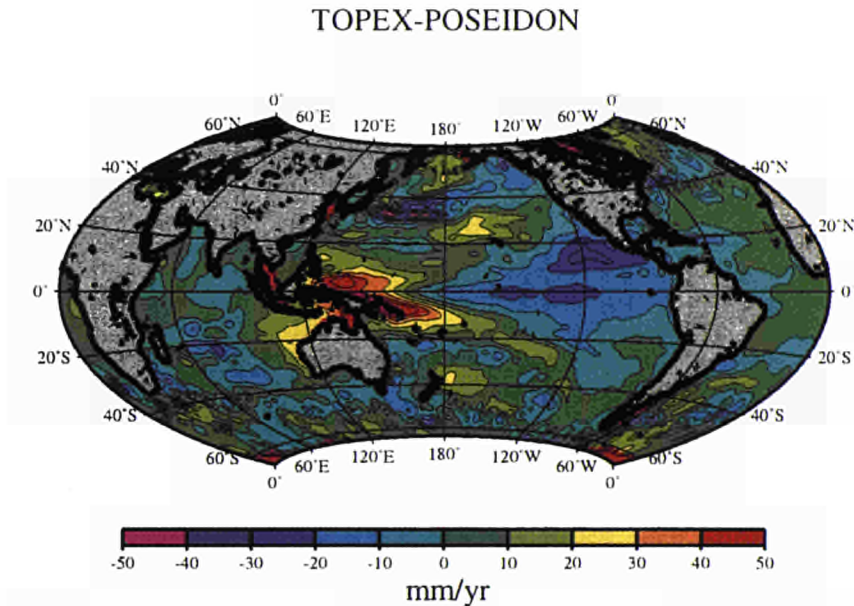 TOPEX-POSEIDON
0° 0°
60°N 60°E 120°E 180° 120°W 60°W 60°N
40°N 40°N
20°N 20°N
0° 0°
20°S 20°S
40°S 40°S
60°S 60°E 120°E 180° 120°W 60°W 60°S
0° 0°
-50 -40 -30 -20 -10 0 10 20 30 40 50
mm/yr